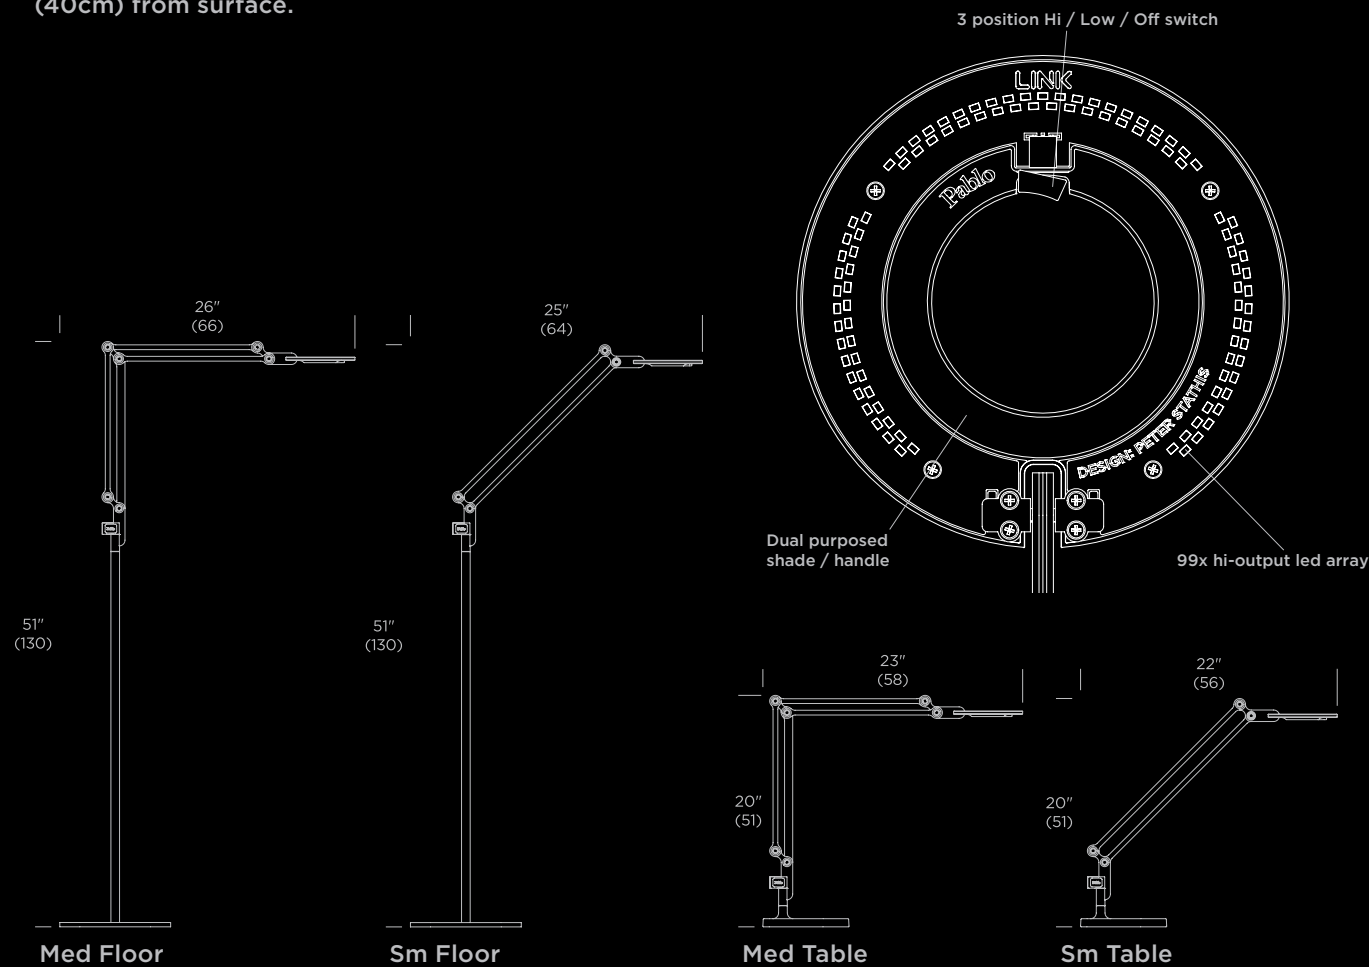 (40cm) from surface.
3 position Hi / Low / Off switch
LINK
Pablo
DESIGN: PETER STATHIS
Dual purposed
shade / handle
99x hi-output led array
26"
(66)
51"
(130)
Med Floor
25"
(64)
51"
(130)
Sm Floor
23"
(58)
20"
(51)
Med Table
22"
(56)
20"
(51)
Sm Table